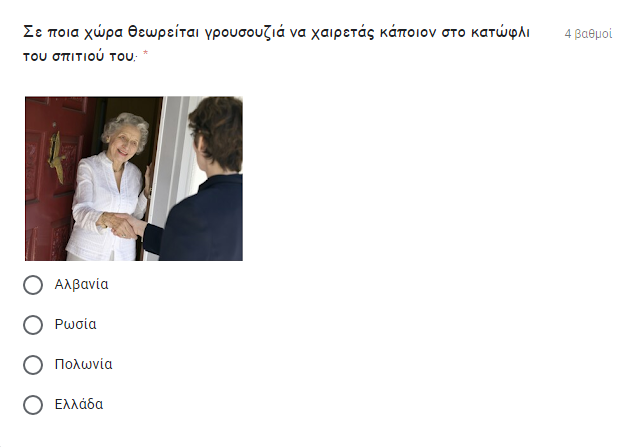 Σε ποια χώρα θεωρείται γρουσουζιά να χαιρετάς κάποιον στο κατώφλι
του σπιτιού του; *
4 βαθμοί
Αλβανία
Ρωσία
Πολωνία
Ελλάδα